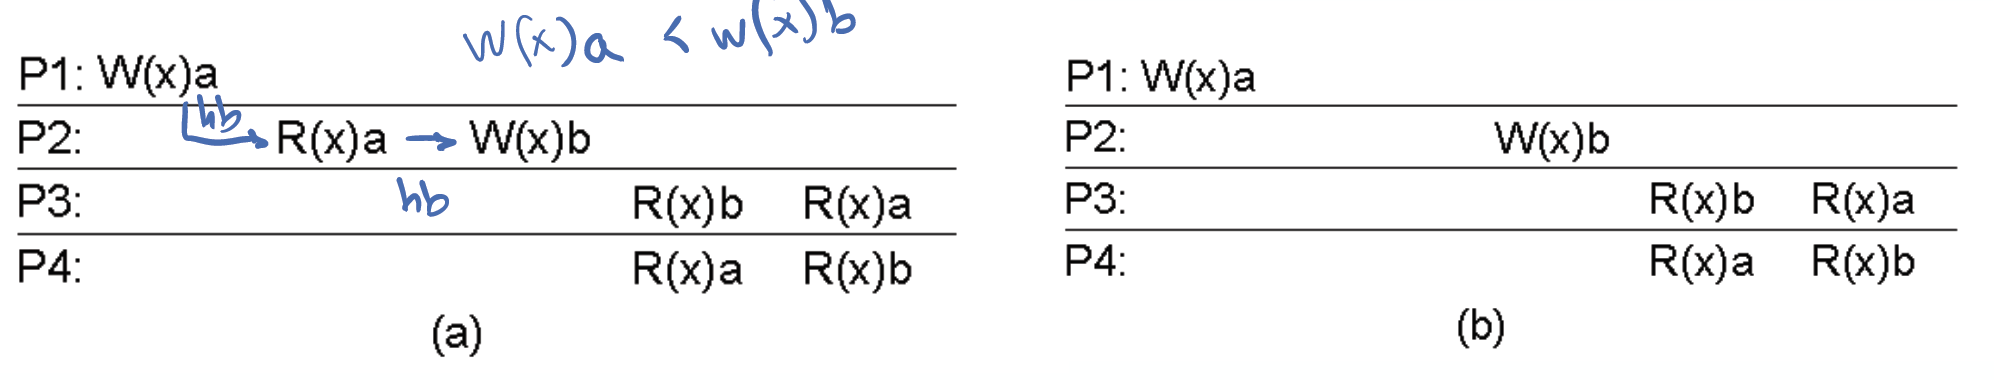 W(x)a < W(x)b
P1: W(x)a
hb
P2: R(x)a → W(x)b
hb
P3: R(x)b R(x)a
P4: R(x)a R(x)b
(a)
P1: W(x)a
P2: W(x)b
P3: R(x)b R(x)a
P4: R(x)a R(x)b
(b)